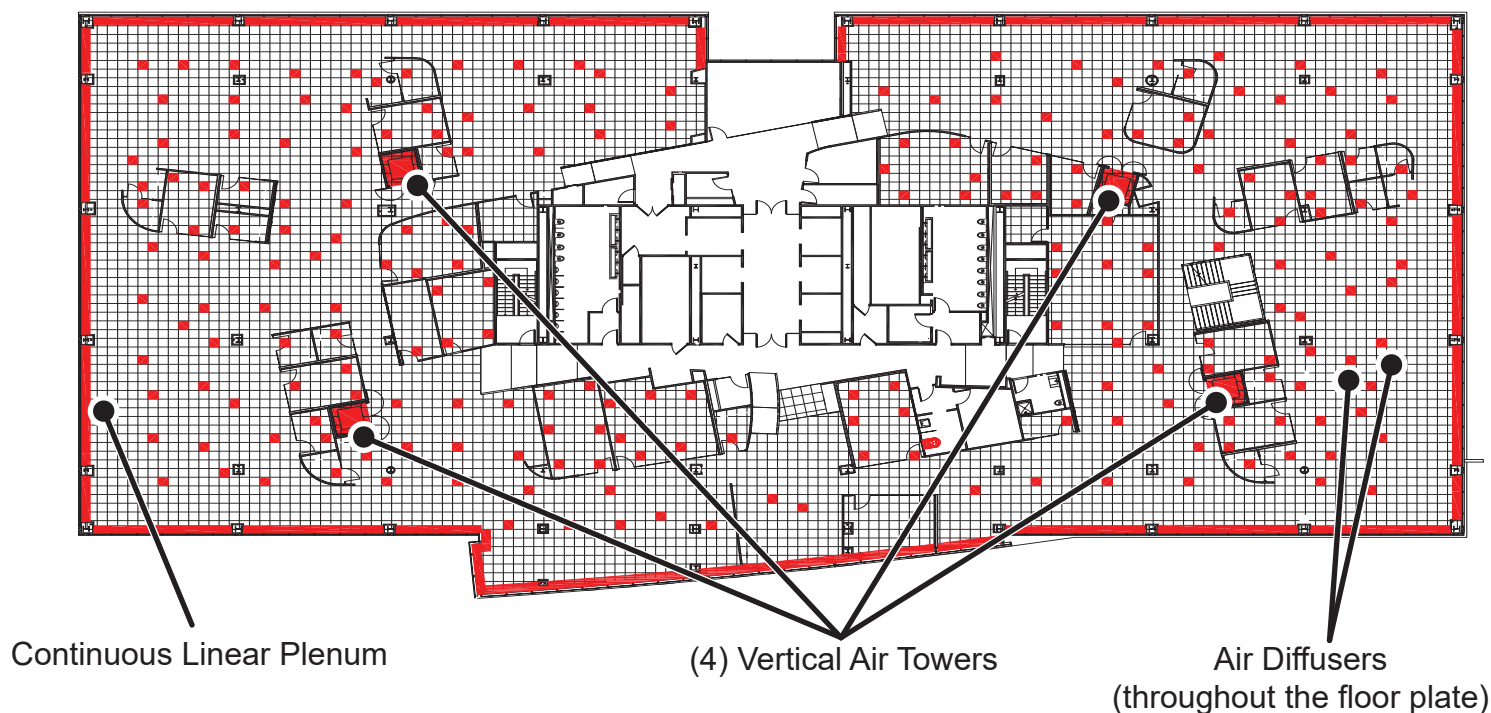 Continuous Linear Plenum
(4) Vertical Air Towers
Air Diffusers
(throughout the floor plate)